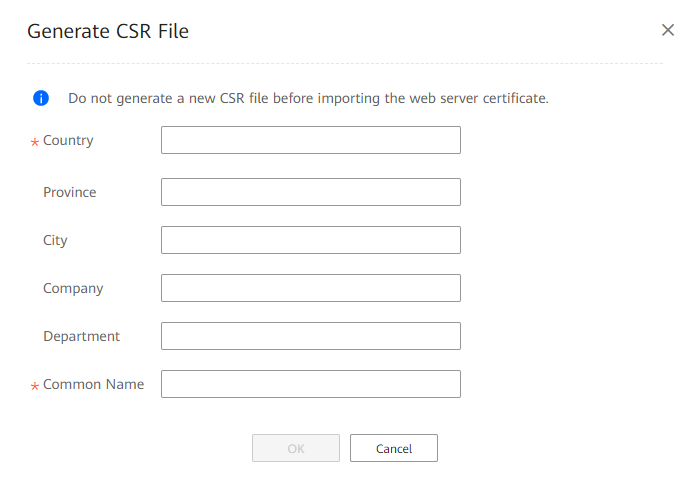 Generate CSR File
Do not generate a new CSR file before importing the web server certificate.
* Country
Province
City
Company
Department
* Common Name
OK Cancel